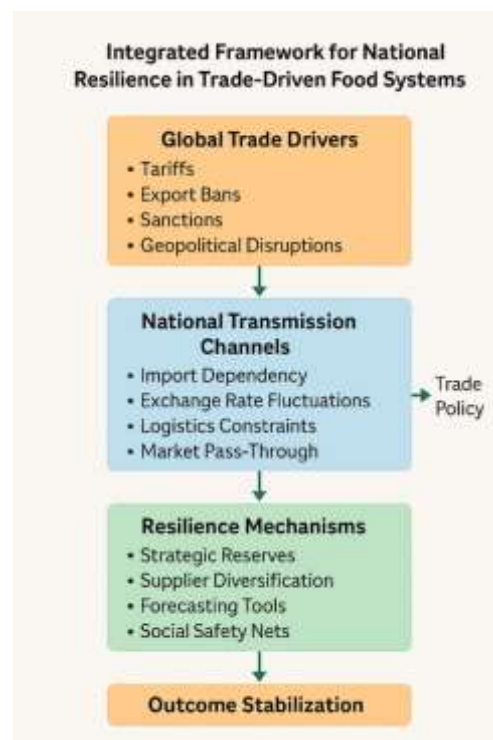 Integrated Framework for National
Resilience in Trade-Driven Food Systems
Global Trade Drivers
• Tariffs
• Export Bans
• Sanctions
• Geopolitical Disruptions
National Transmission
Channels
• Import Dependency
• Exchange Rate Fluctuations
• Logistics Constraints
• Market Pass-Through
Trade
Policy
Resilience Mechanisms
• Strategic Reserves
• Supplier Diversification
• Forecasting Tools
• Social Safety Nets
Outcome Stabilization